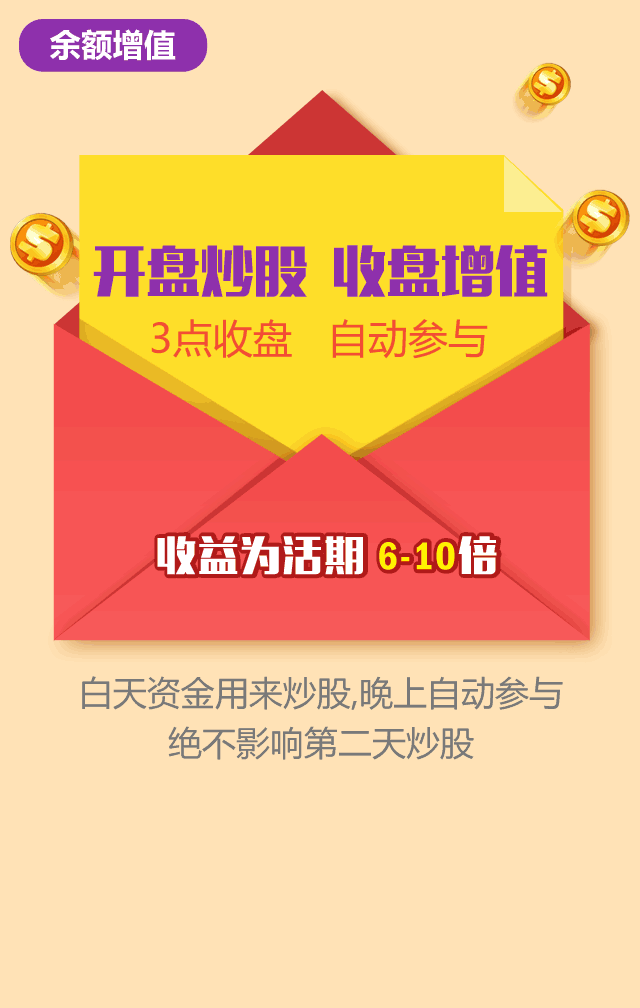 余额增值
开盘炒股 收盘增值
3点收盘 自动参与
收益为活期 6-10倍
白天资金用来炒股,晚上自动参与
绝不影响第二天炒股